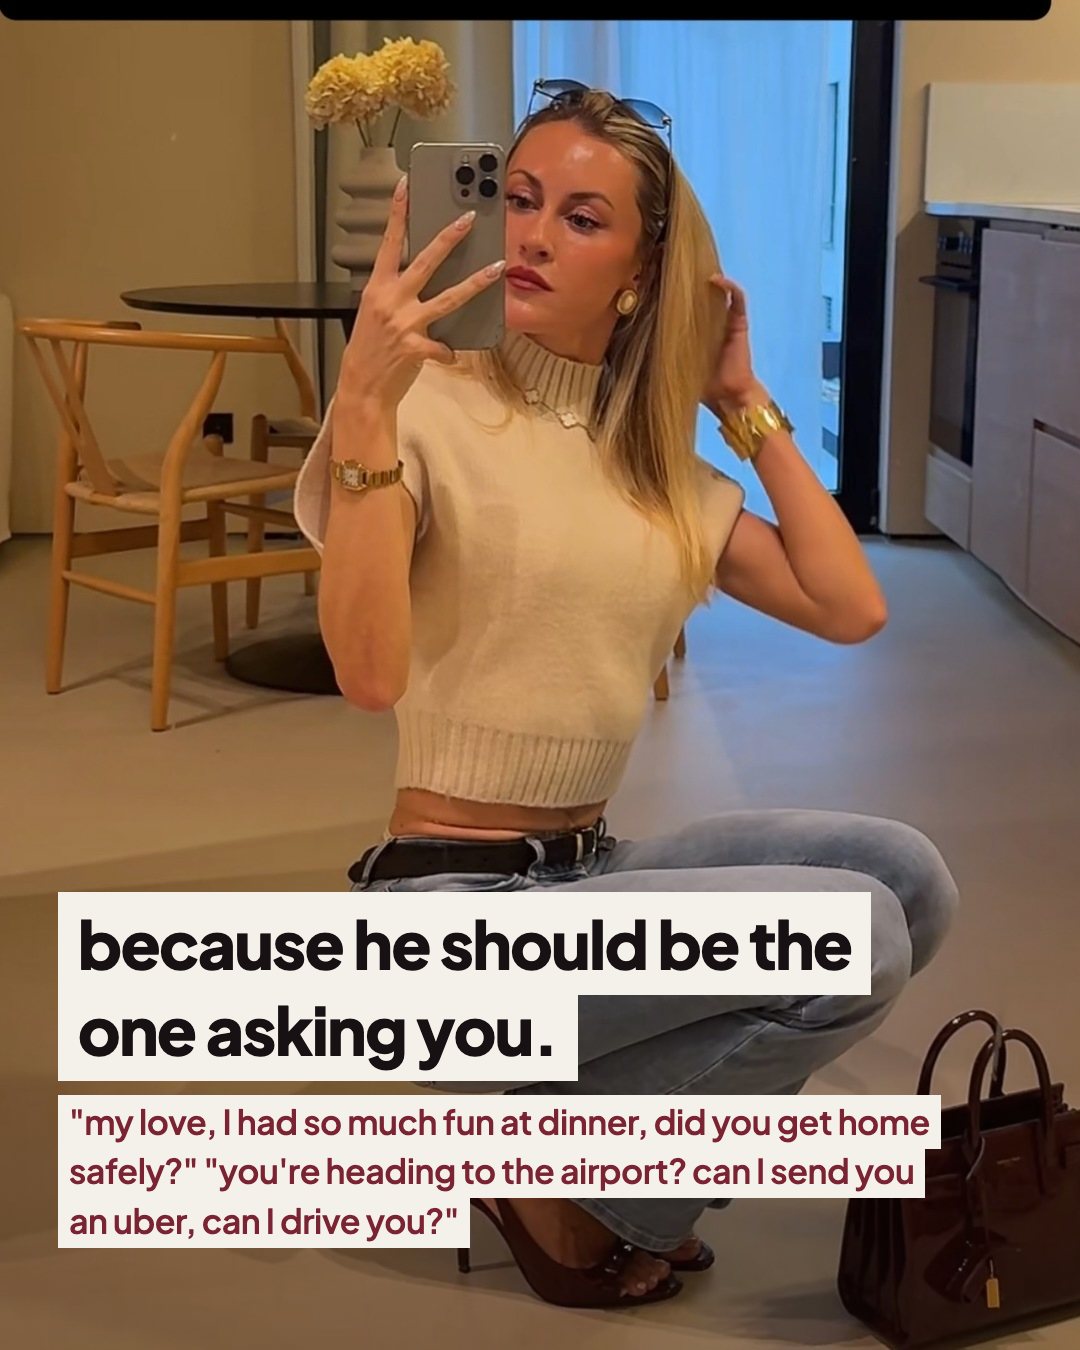 because he should be the
one asking you.
"my love, I had so much fun at dinner, did you get home
safely?" "you're heading to the airport? can I send you
an uber, can I drive you?"